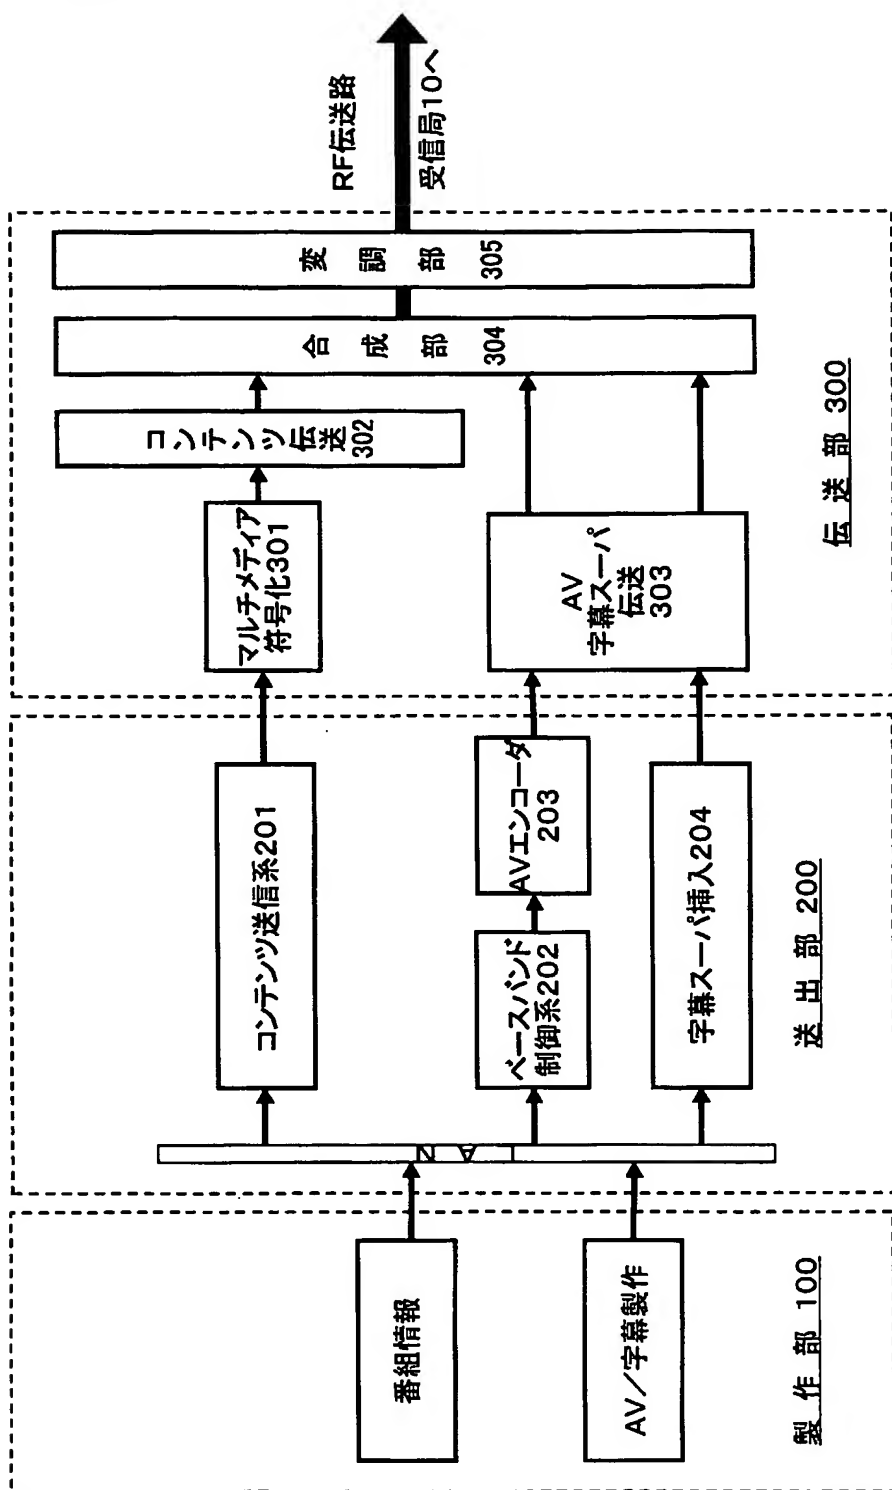 番組情報
AV/字幕製作
製作部 100
LAN
コンテンツ送信系201
ベースバンド
制御系202
AVエンコーダ
203
字幕スーパ挿入204
送出部 200
マルチメディア
符号化301
コンテンツ伝送
302
AV
字幕スーパ
伝送
303
合成部 304
変調部 305
伝送部 300
RF伝送路
受信局10へ